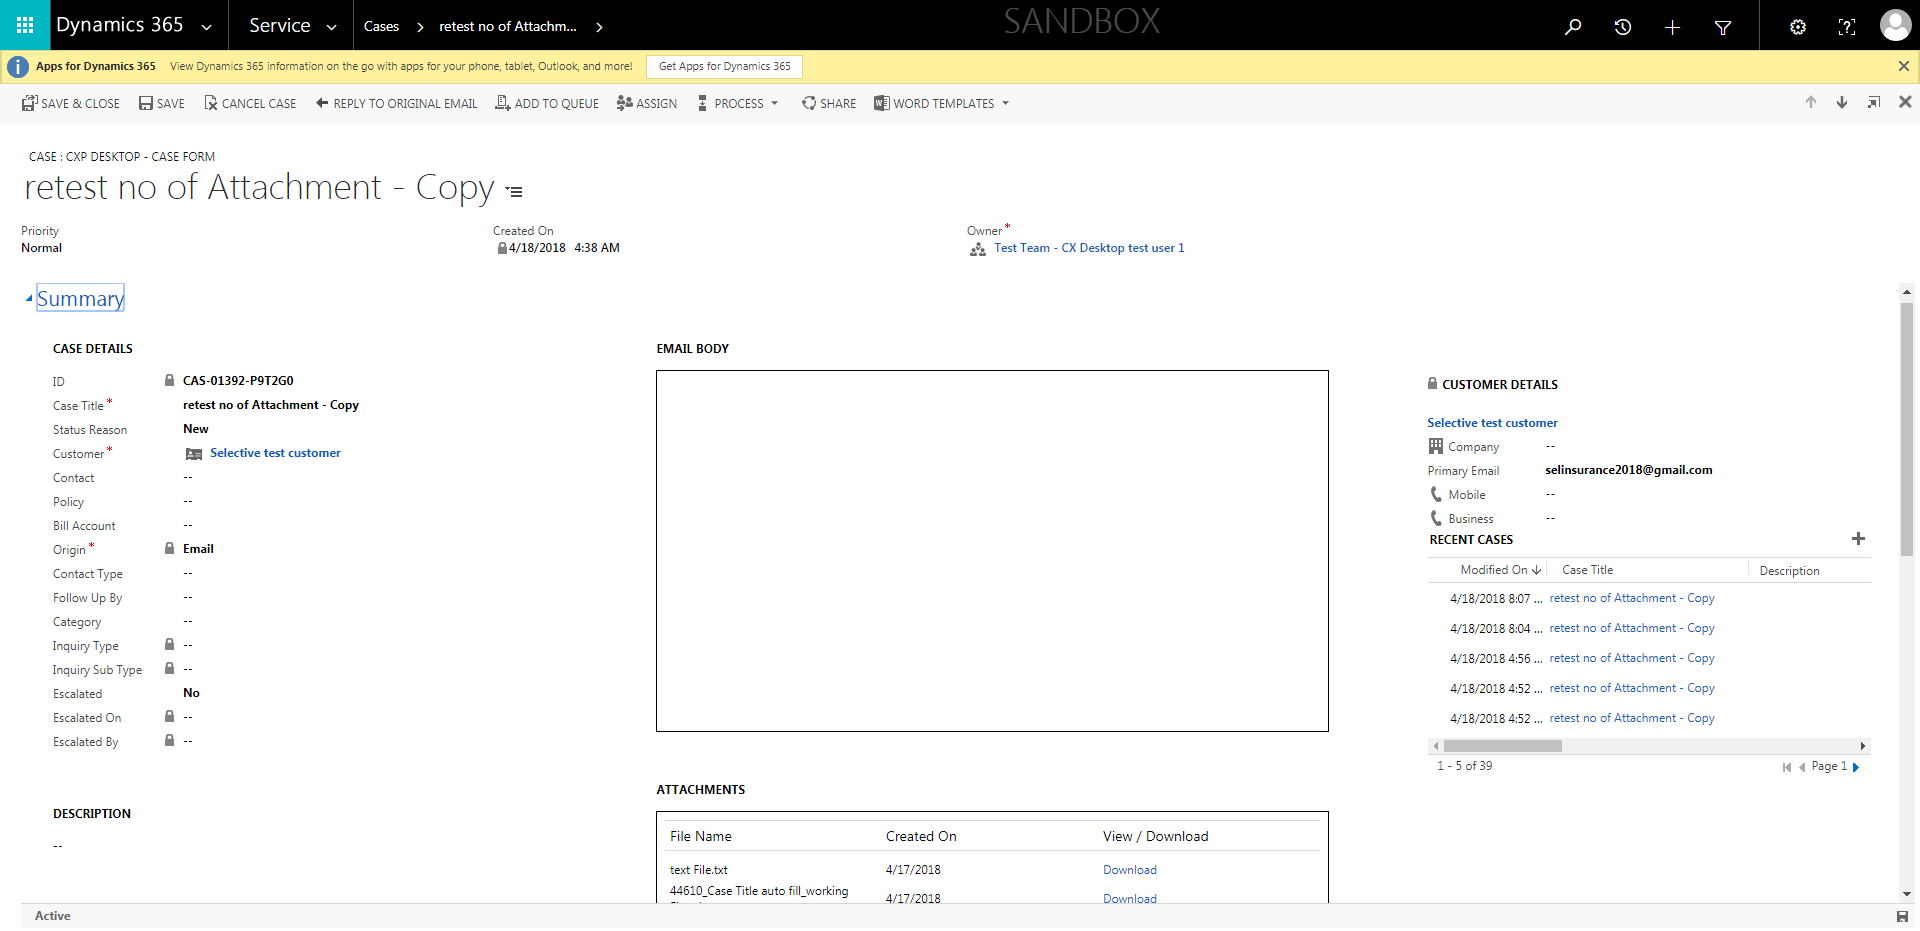 Dynamics 365 Service Cases retest no of Attachm... SANDBOX
Apps for Dynamics 365 View Dynamics 365 information on the go with apps for your phone, tablet, Outlook, and more! Get Apps for Dynamics 365
SAVE & CLOSE SAVE CANCEL CASE REPLY TO ORIGINAL EMAIL ADD TO QUEUE ASSIGN PROCESS SHARE WORD TEMPLATES
CASE : CXP DESKTOP - CASE FORM
retest no of Attachment - Copy
Priority Created On Owner*
Normal 4/18/2018 4:38 AM Test Team - CX Desktop test user 1
Summary
CASE DETAILS
ID CAS-01392-P9T2G0
Case Title* retest no of Attachment - Copy
Status Reason New
Customer* Selective test customer
Contact --
Policy --
Bill Account --
Origin* Email
Contact Type --
Follow Up By --
Category --
Inquiry Type --
Inquiry Sub Type --
Escalated No
Escalated On --
Escalated By --
DESCRIPTION
--
EMAIL BODY
ATTACHMENTS
File Name Created On View / Download
text File.txt 4/17/2018 Download
44610_Case Title auto fill_working
4/17/2018 Download
CUSTOMER DETAILS
Selective test customer
Company --
Primary Email selinsurance2018@gmail.com
Mobile --
Business --
RECENT CASES
Modified On Case Title Description
4/18/2018 8:07 ... retest no of Attachment - Copy
4/18/2018 8:04 ... retest no of Attachment - Copy
4/18/2018 4:56 ... retest no of Attachment - Copy
4/18/2018 4:52 ... retest no of Attachment - Copy
4/18/2018 4:52 ... retest no of Attachment - Copy
1 - 5 of 39 Page 1
Active